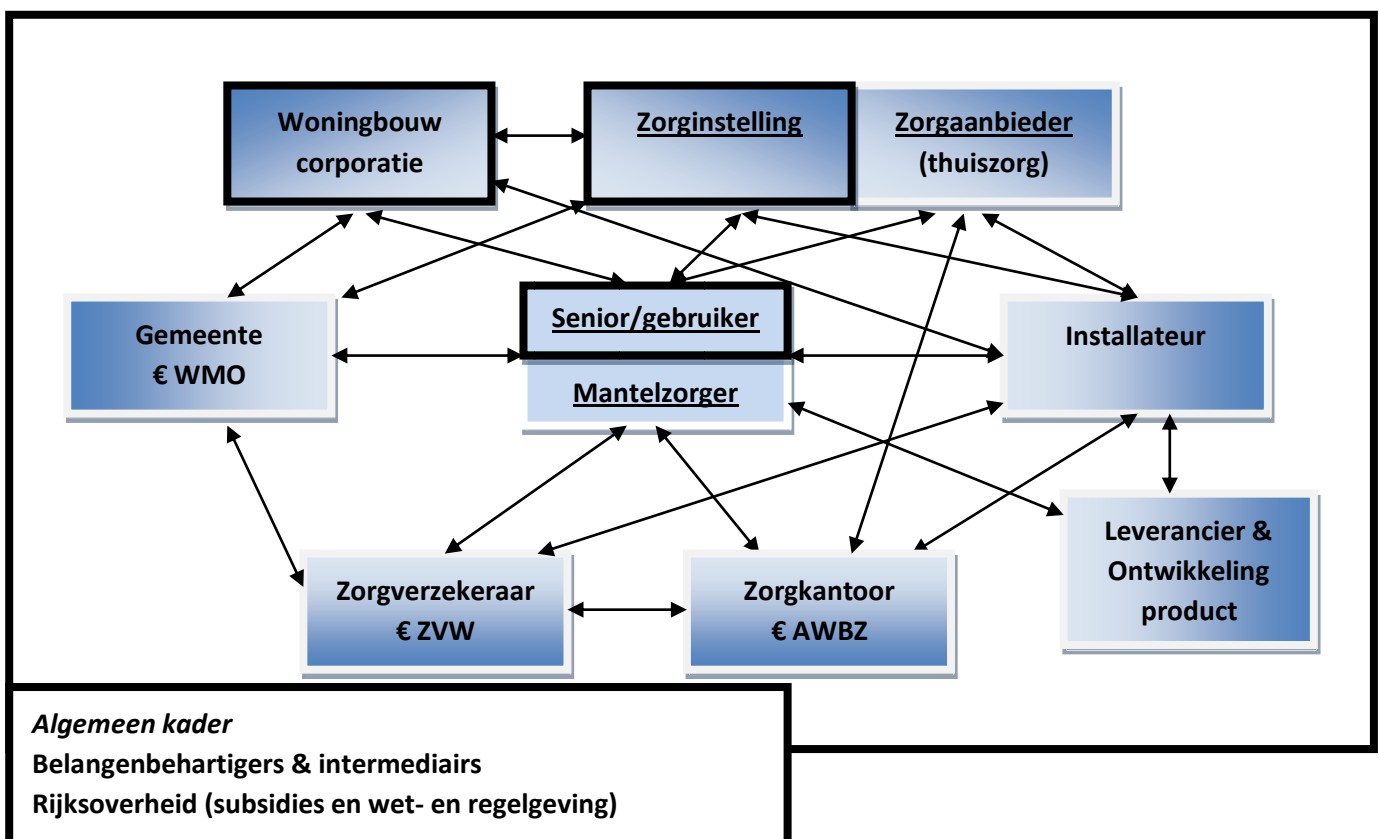 Woningbouw
corporatie
Zorginstelling
Zorgaanbieder
(thuiszorg)
Gemeente
€ WMO
Senior/gebruiker
Mantelzorger
Installateur
Zorgverzekeraar
€ ZVW
Zorgkantoor
€ AWBZ
Leverancier &
Ontwikkeling
product
Algemeen kader
Belangenbehartigers & intermediairs
Rijksoverheid (subsidies en wet- en regelgeving)